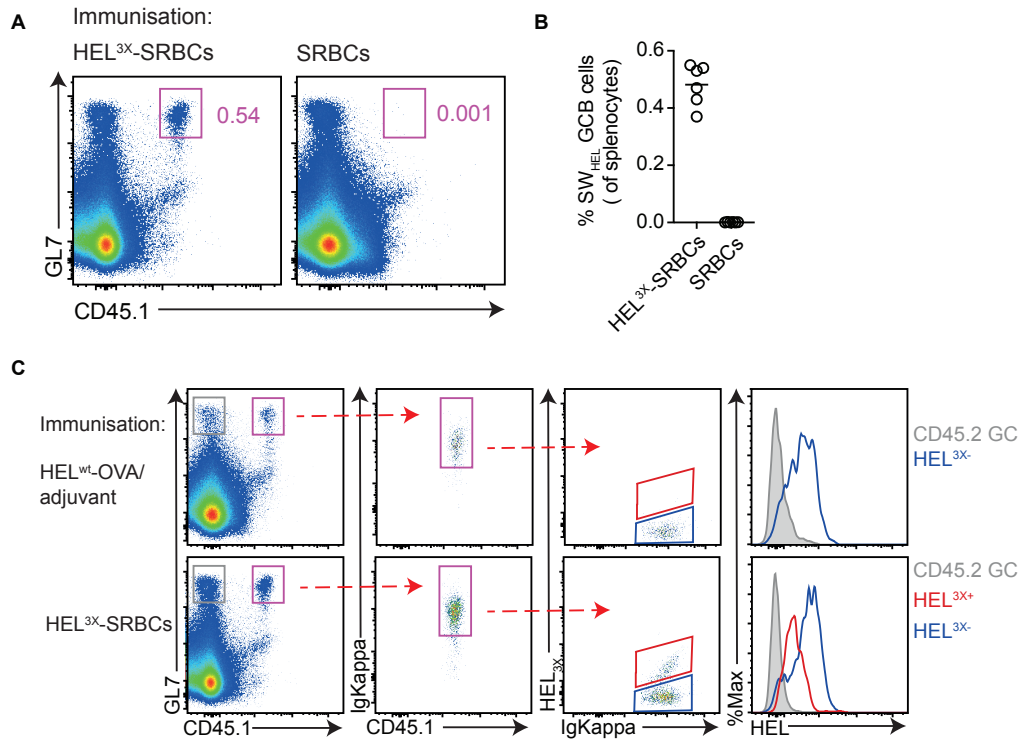 A
Immunisation:
HEL3X-SRBCs
SRBCs
0.54
0.001
GL7
CD45.1
B
% SWHEL GCB cells
( of splenocytes)
0.6
0.4
0.2
0.0
HEL3X-SRBCs
SRBCs
C
Immunisation:
HELwt-OVA/
adjuvant
HEL3X-SRBCs
GL7
CD45.1
IgKappa
CD45.1
HEL3X
IgKappa
%Max
HEL
CD45.2 GC
HEL3X-
CD45.2 GC
HEL3X+
HEL3X-